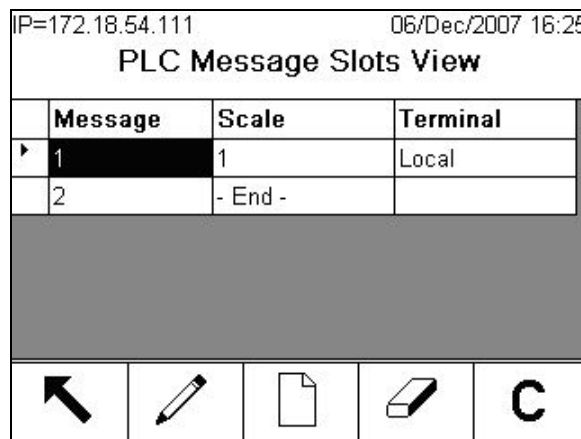 IP=172.18.54.111 06/Dec/2007 16:25
PLC Message Slots View
Message Scale Terminal
1 1 Local
2 - End -
C